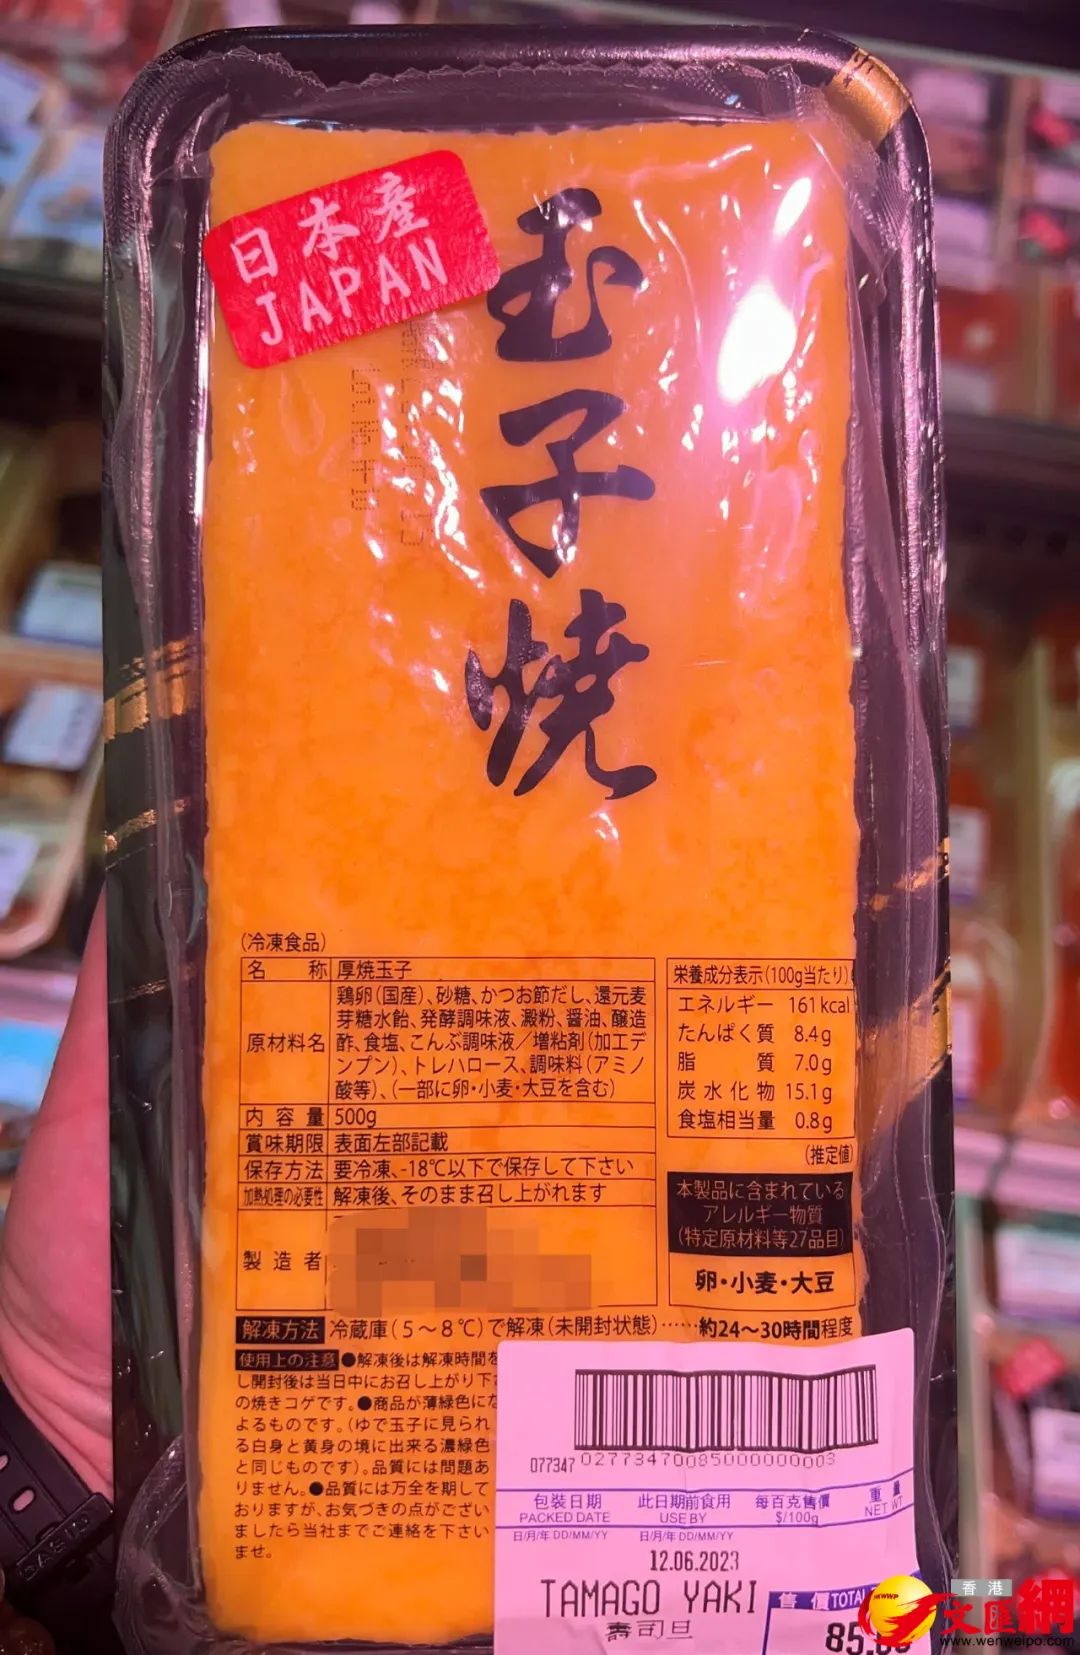 日本産
JAPAN
玉子焼
(冷凍食品)
名 称 厚焼玉子
原材料名 鶏卵(国産)、砂糖、かつお節だし、還元麦
芽糖水飴、発酵調味液、澱粉、醤油、醸造
酢、食塩、こんぶ調味液／増粘剤(加工デ
ンプン)、トレハロース、調味料(アミノ
酸等)、(一部に卵・小麦・大豆を含む)
内容量 500g
賞味期限 表面左部記載
保存方法 要冷凍、-18℃以下で保存して下さい
加熱処理の必要性 解凍後、そのまま召し上がれます
製造者
栄養成分表示(100g当たり)
エネルギー 161kcal
たんぱく質 8.4g
脂質 7.0g
炭水化物 15.1g
食塩相当量 0.8g
(推定値)
本製品に含まれている
アレルギー物質
(特定原材料等27品目)
卵・小麦・大豆
解凍方法 冷蔵庫(5～8℃)で解凍(未開封状態)……約24～30時間程度
使用上の注意 ●解凍後は解凍時間を
し開封後は当日中にお召し上がり下
の焼きコゲです。●商品が薄緑色にな
よるものです。(ゆで玉子に見られ
る白身と黄身の境に出来る濃緑色
と同じものです)。品質には問題あ
りません。●品質には万全を期して
おりますが、お気づきの点がござい
ましたら当社までご連絡を下さい
ませ。
077347 0277347008500000000003
包裝日期 此日期前食用 每百克售價 重量
PACKED DATE USE BY $/100g NET WT
日/月/年 DD/MM/YY 日/月/年 DD/MM/YY
12.06.2023
TAMAGO YAKI
壽司旦
售價 TOTAL
85.
HKWWP
香港
文匯網
www.wenweipo.com